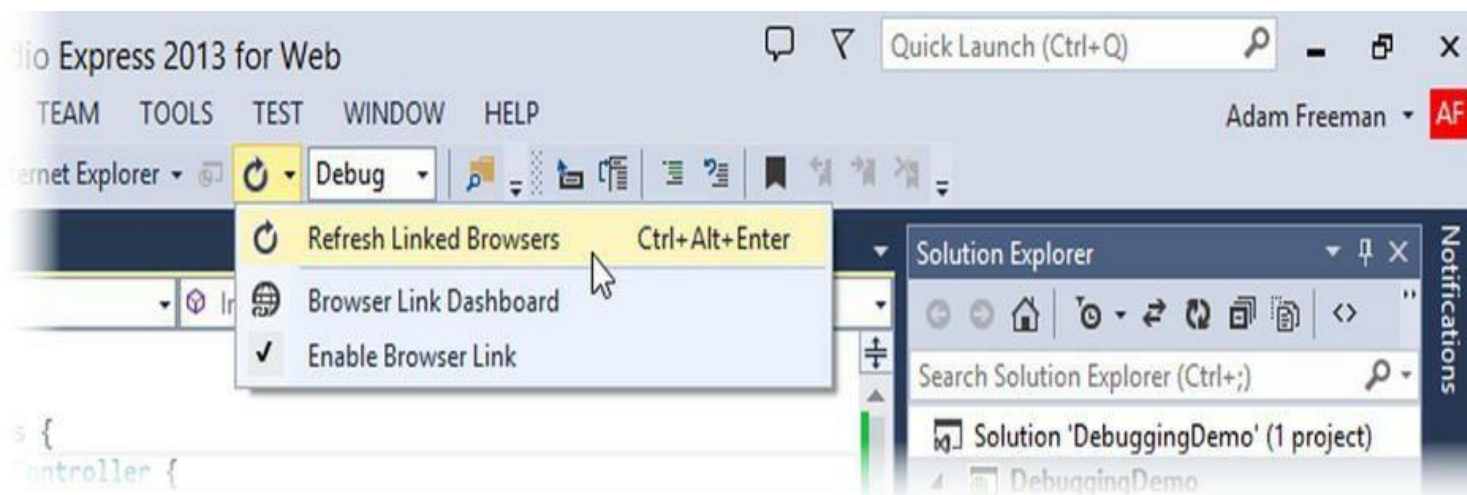 dio Express 2013 for Web
Quick Launch (Ctrl+Q)
TEAM TOOLS TEST WINDOW HELP
Adam Freeman
AF
ernet Explorer
Debug
Refresh Linked Browsers Ctrl+Alt+Enter
Browser Link Dashboard
Enable Browser Link
Solution Explorer
Search Solution Explorer (Ctrl+;)
Solution 'DebuggingDemo' (1 project)
DebuggingDemo
Notifications
In
s {
ontroller {